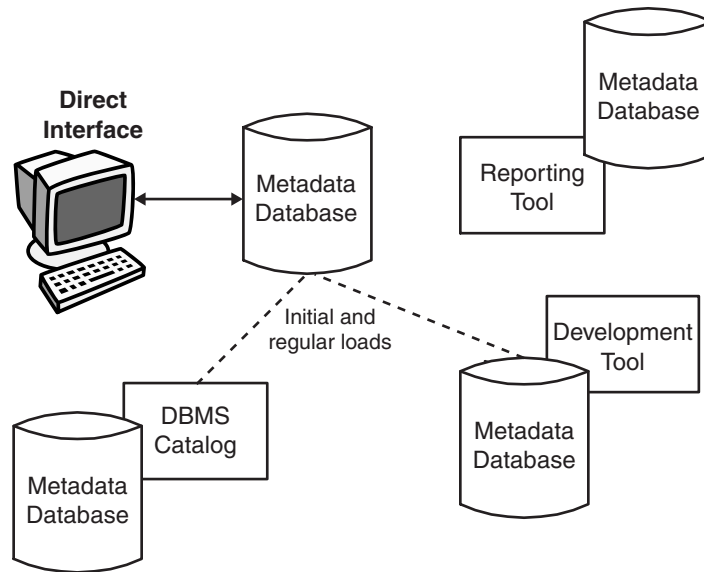 Direct
Interface
Metadata
Database
Metadata
Database
Reporting
Tool
Initial and
regular loads
Development
Tool
Metadata
Database
DBMS
Catalog
Metadata
Database